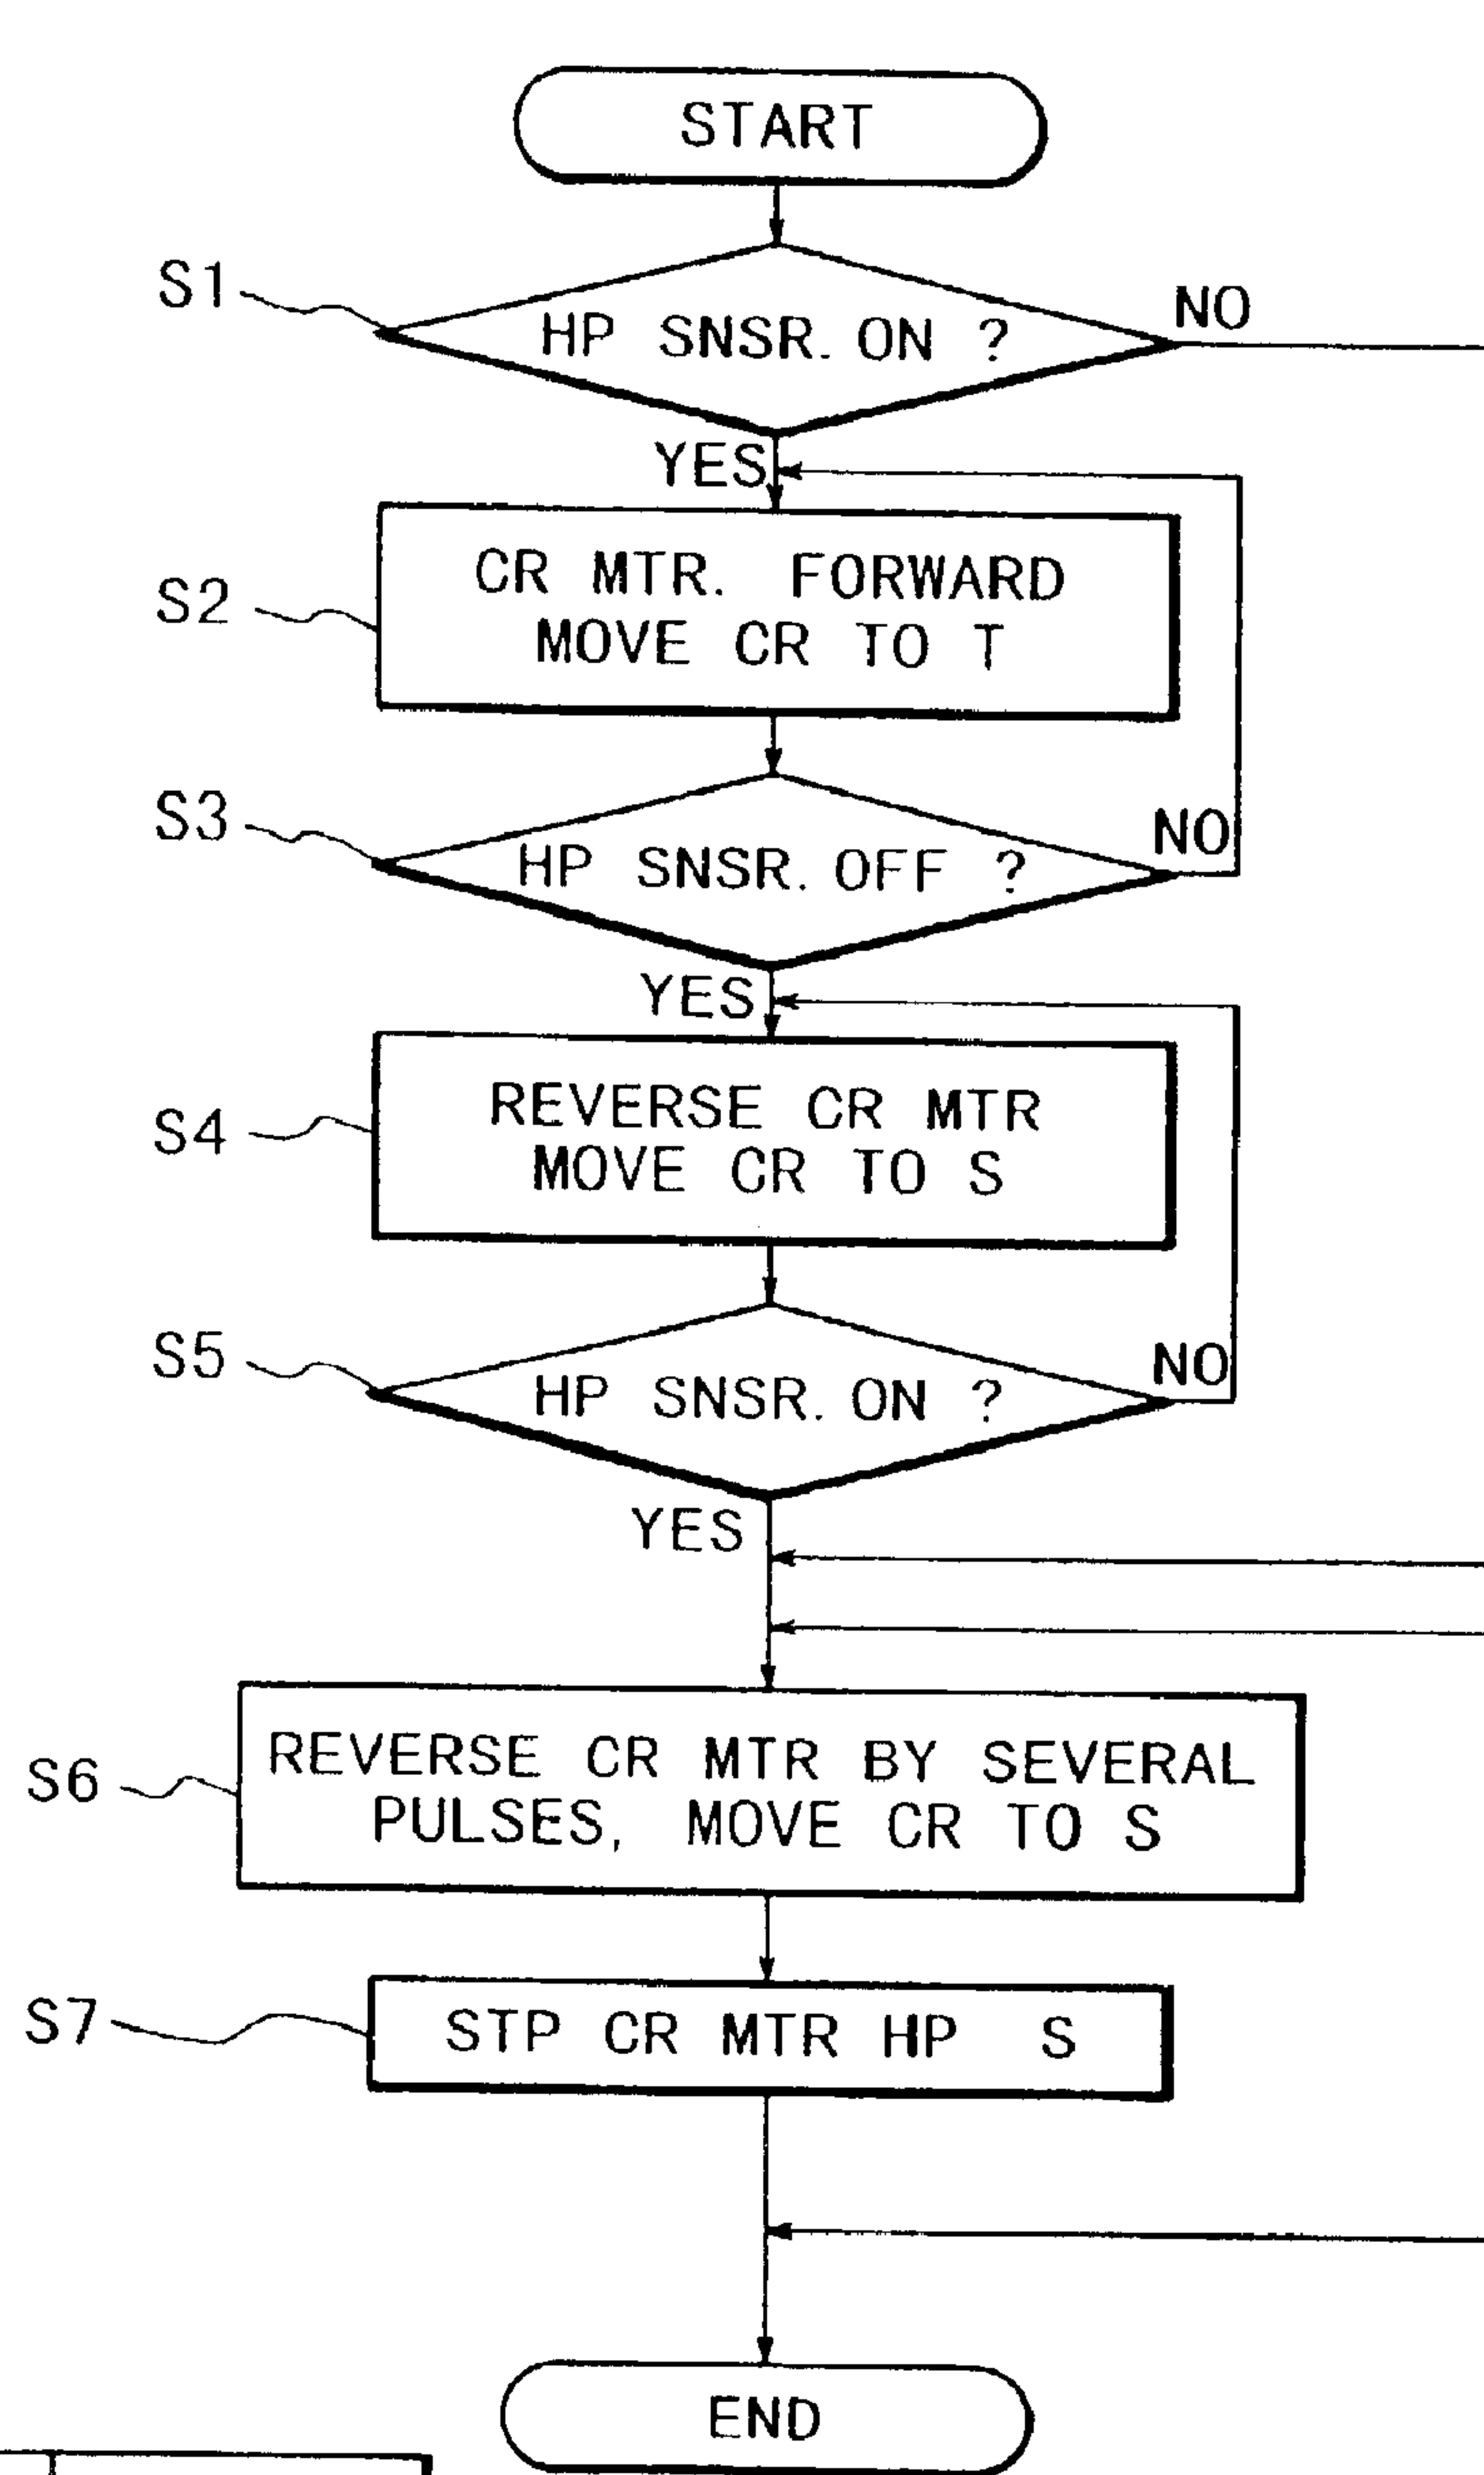 START
S1
HP SNSR. ON ?
NO
YES
S2
CR MTR. FORWARD
MOVE CR TO T
S3
HP SNSR. OFF ?
NO
YES
S4
REVERSE CR MTR
MOVE CR TO S
S5
HP SNSR. ON ?
NO
YES
S6
REVERSE CR MTR BY SEVERAL
PULSES, MOVE CR TO S
S7
STP CR MTR HP S
END